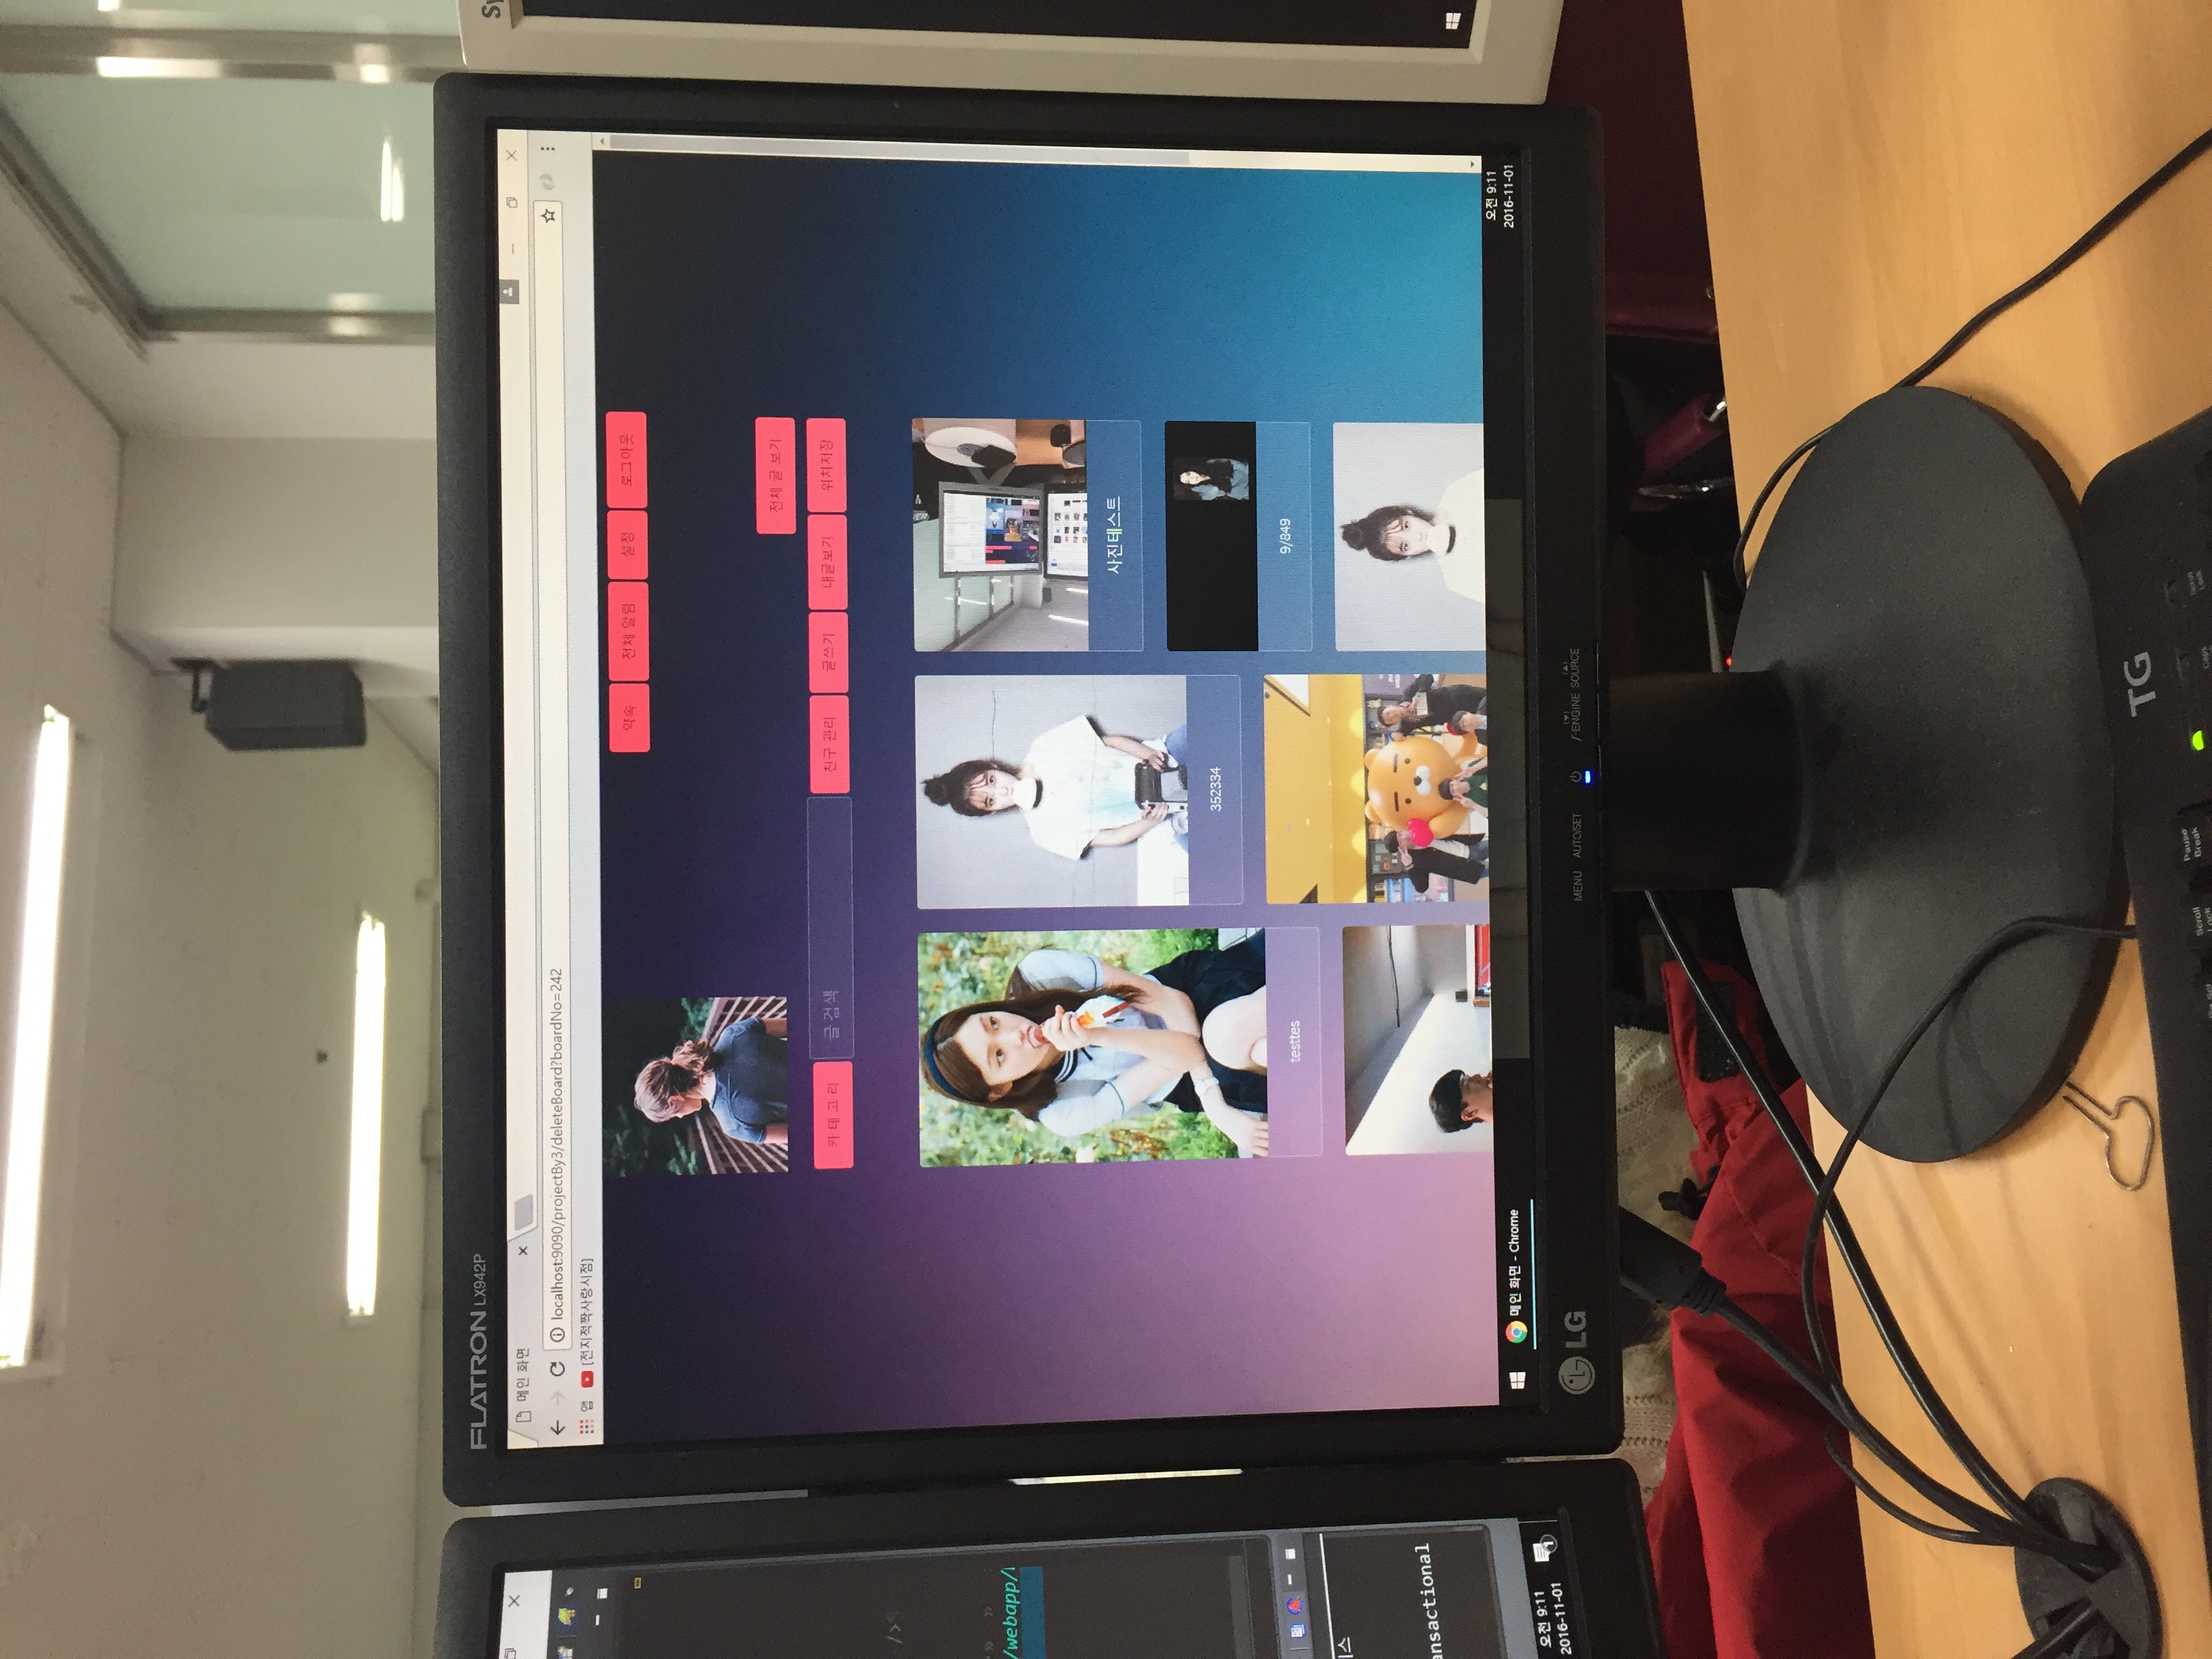 FLATRON LX942P
메인 화면
localhost:9090/projectBy3/deleteBoard?boardNo=242
앱 [전지적짝사랑시점]
약속 전체 알림 설정 로그아웃
전체 글 보기
카 테 고 리 글 검색 친구 관리 글쓰기 내글보기 위치저장
사진테스트
352334
9/849
testtes
/>
/webapp/
ansactional
오전 9:11
2016-11-01
1
메인 화면 - Chrome
오전 9:11
2016-11-01
LG
MENU AUTO/SET f-ENGINE SOURCE
TG
Scroll
Lock
Pause
Break
Caps
Scroll
Lock